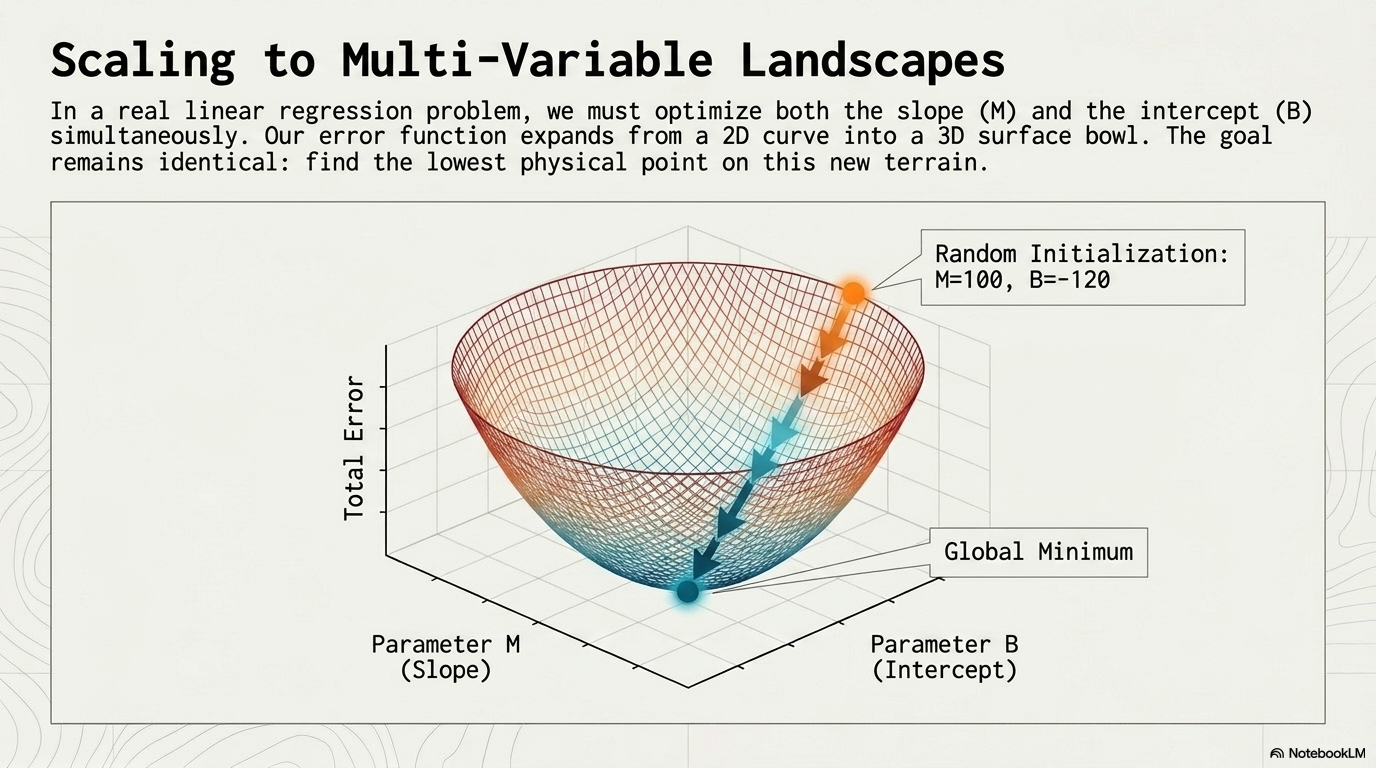 Scaling to Multi-Variable Landscapes
In a real linear regression problem, we must optimize both the slope (M) and the intercept (B)
simultaneously. Our error function expands from a 2D curve into a 3D surface bowl. The goal
remains identical: find the lowest physical point on this new terrain.
Random Initialization:
M=100, B=-120
Total Error
Global Minimum
Parameter M
(Slope)
Parameter B
(Intercept)
NotebookLM